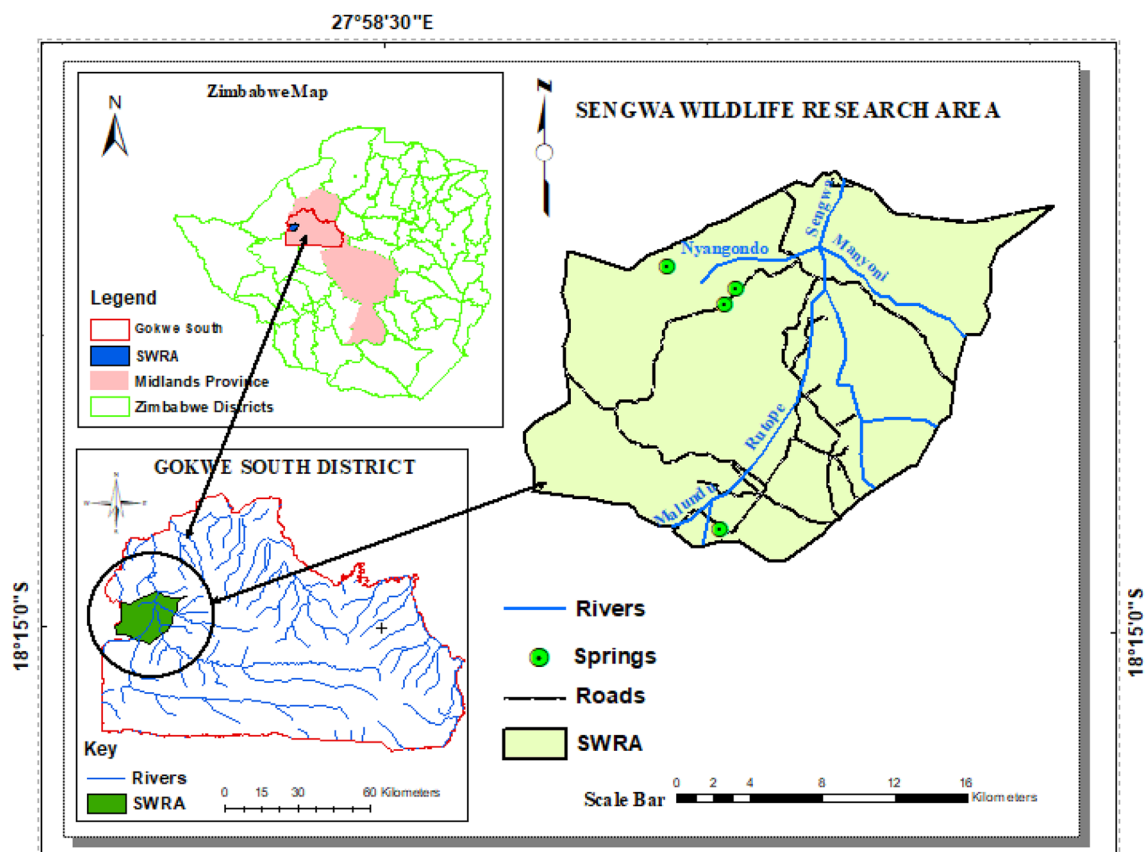 27°58'30"E
ZimbabweMap
N
Legend
Gokwe South
SWRA
Midlands Province
Zimbabwe Districts
GOKWE SOUTH DISTRICT
N
E
S
Key
Rivers
SWRA
0 15 30 60 Kilometers
N
SENGWA WILDLIFE RESEARCH AREA
Sengwa
Nyangondo
Manyoni
Rutope
Malundu
Rivers
Springs
Roads
SWRA
Scale Bar
0 2 4 8 12 16
Kilometers
18°15'0"S
18°15'0"S